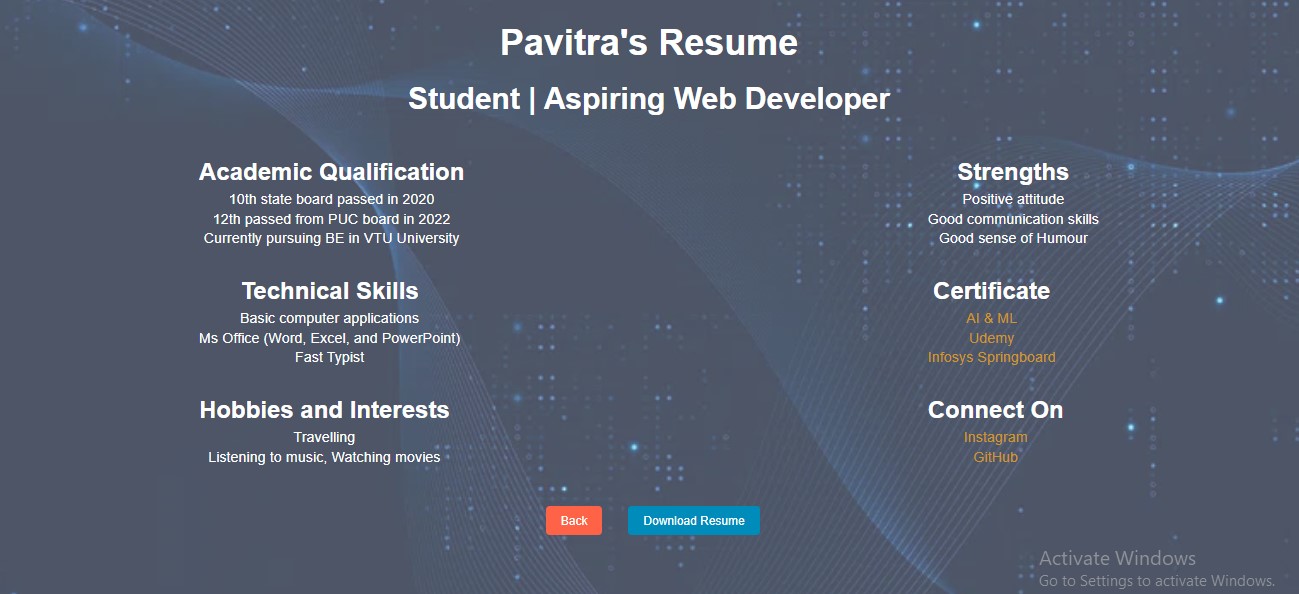 Pavitra's Resume
Student | Aspiring Web Developer
Academic Qualification
10th state board passed in 2020
12th passed from PUC board in 2022
Currently pursuing BE in VTU University
Strengths
Positive attitude
Good communication skills
Good sense of Humour
Technical Skills
Basic computer applications
Ms Office (Word, Excel, and PowerPoint)
Fast Typist
Certificate
AI & ML
Udemy
Infosys Springboard
Hobbies and Interests
Travelling
Listening to music, Watching movies
Connect On
Instagram
GitHub
Back
Download Resume
Activate Windows
Go to Settings to activate Windows.